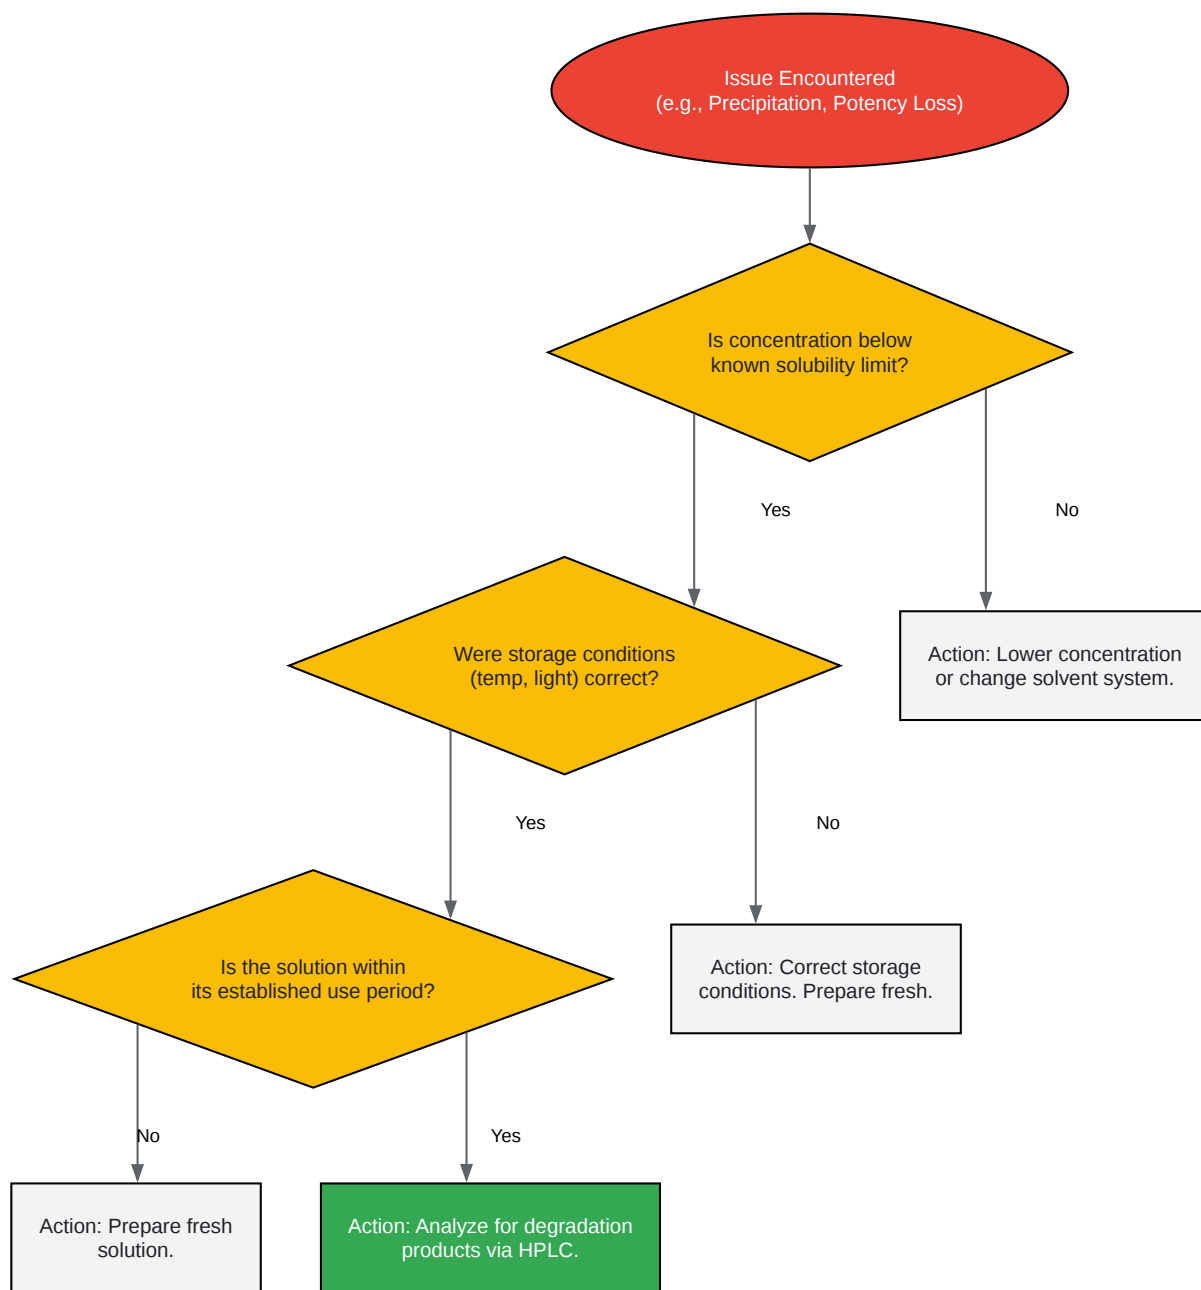 Issue Encountered
(e.g., Precipitation, Potency Loss)
Is concentration below
known solubility limit?
Yes
No
Were storage conditions
(temp, light) correct?
Action: Lower concentration
or change solvent system.
Yes
No
Is the solution within
its established use period?
Action: Correct storage
conditions. Prepare fresh.
No
Yes
Action: Prepare fresh
solution.
Action: Analyze for degradation
products via HPLC.